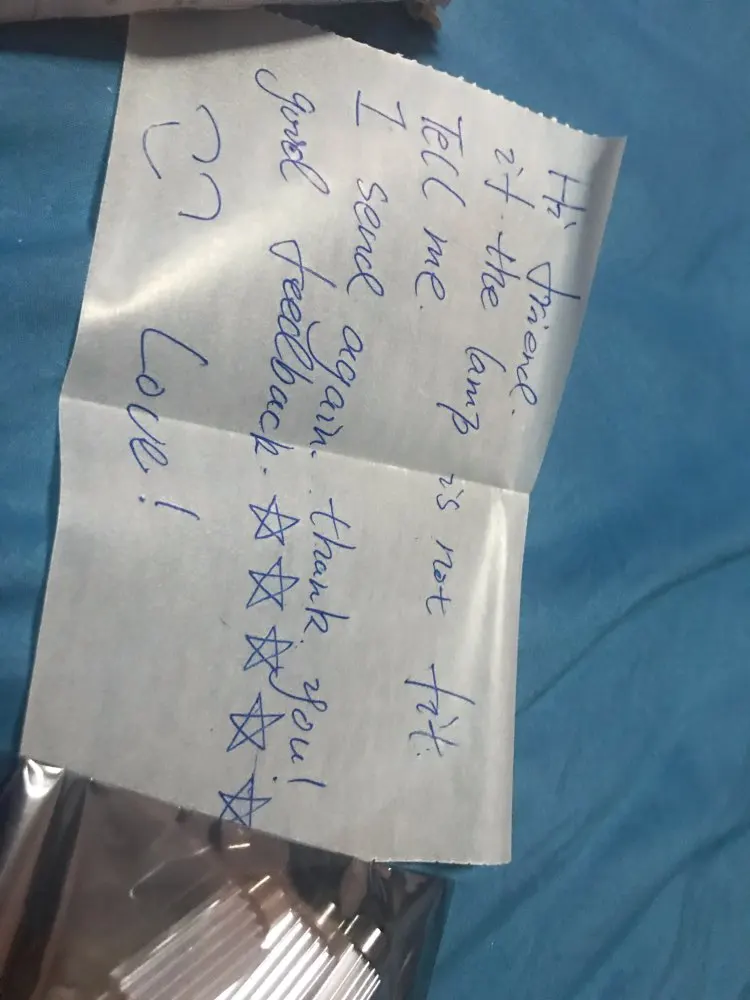 Hi friend.
if the lamp is not fit.
Tell me.
I send again. thank you!
good feedback. ☆☆☆☆☆
Love!